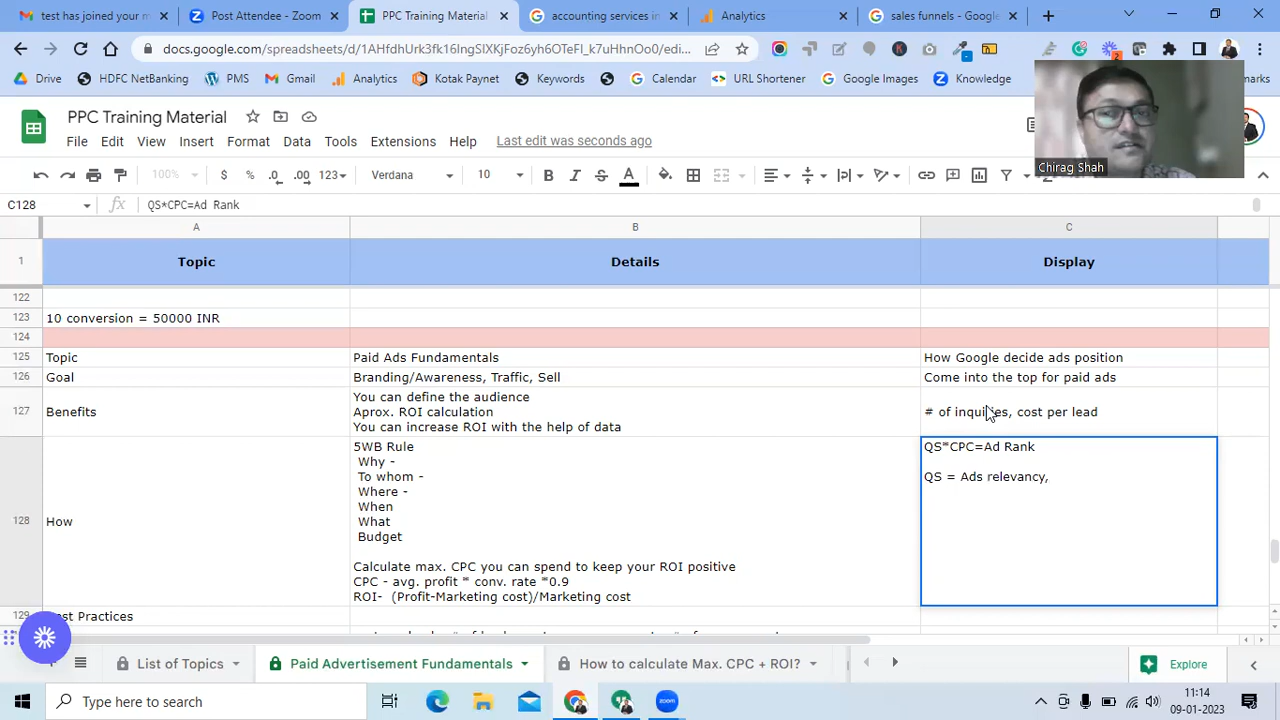 test has joined your m
Post Attendee - Zoom
PPC Training Material
accounting services in
Analytics
sales funnels - Google
docs.google.com/spreadsheets/d/1AHfdhUrk3fk16IngSIXKjFoz6yh6OTeFl_k7uHhnOo0/edi...
Drive
HDFC NetBanking
PMS
Gmail
Analytics
Kotak Paynet
Keywords
Calendar
URL Shortener
Google Images
Knowledge
PPC Training Material
File Edit View Insert Format Data Tools Extensions Help Last edit was seconds ago
100% $ % .0 .00 123 Verdana 10 B I S A
Chirag Shah
C128 fx QS*CPC=Ad Rank
A B C
1 Topic Details Display
122
123 10 conversion = 50000 INR
124
125 Topic Paid Ads Fundamentals How Google decide ads position
126 Goal Branding/Awareness, Traffic, Sell Come into the top for paid ads
127 Benefits You can define the audience # of inquiries, cost per lead
Aprox. ROI calculation
You can increase ROI with the help of data
128 How 5WB Rule QS*CPC=Ad Rank
Why -
To whom - QS = Ads relevancy,
Where -
When
What
Budget
Calculate max. CPC you can spend to keep your ROI positive
CPC - avg. profit * conv. rate *0.9
ROI- (Profit-Marketing cost)/Marketing cost
129 est Practices
List of Topics
Paid Advertisement Fundamentals
How to calculate Max. CPC + ROI?
Explore
Type here to search
11:14
09-01-2023